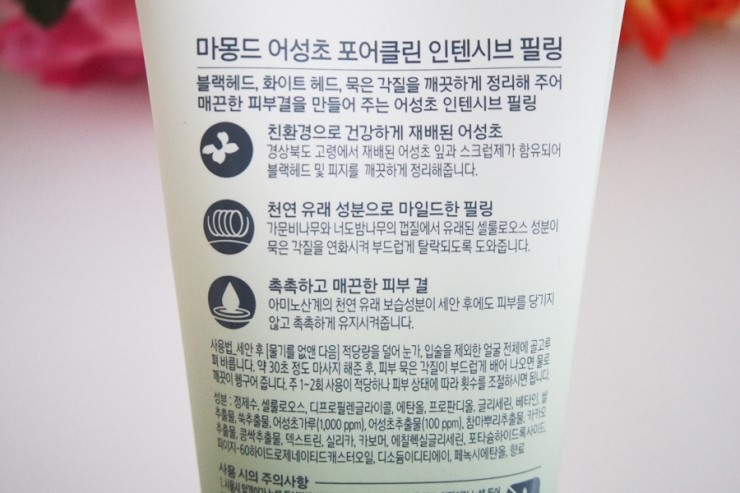 마몽드 어성초 포어클린 인텐시브 필링
블랙헤드, 화이트 헤드, 묵은 각질을 깨끗하게 정리해 주어
매끈한 피부결을 만들어 주는 어성초 인텐시브 필링
친환경으로 건강하게 재배된 어성초
경상북도 고령에서 재배된 어성초 잎과 스크럽제가 함유되어
블랙헤드 및 피지를 깨끗하게 정리해줍니다.
천연 유래 성분으로 마일드한 필링
가문비나무와 너도밤나무의 껍질에서 유래된 셀룰로오스 성분이
묵은 각질을 연화시켜 부드럽게 탈락되도록 도와줍니다.
촉촉하고 매끈한 피부 결
아미노산계의 천연 유래 보습성분이 세안 후에도 피부를 당기지
않고 촉촉하게 유지시켜줍니다.
사용법_세안 후 [물기를 없앤 다음] 적당량을 덜어 눈가, 입술을 제외한 얼굴 전체에 골고루
펴 바릅니다. 약 30초 정도 마사지 해준 후, 피부 묵은 각질이 부드럽게 배어 나오면 물로
깨끗이 헹구어 줍니다. 주 1~2회 사용이 적당하나 피부 상태에 따라 횟수를 조절하시면 됩니다.
성분 : 정제수, 셀룰로오스, 디프로필렌글라이콜, 에탄올, 프로판디올, 글리세린, 베타인, 쌀
추출물, 쑥추출물, 어성초가루(1,000 ppm), 어성초추출물(100 ppm), 참마뿌리추출물, 카카오
추출물, 콩싹추출물, 덱스트린, 실리카, 카보머, 에칠헥실글리세린, 포타슘하이드록사이드,
피이지-60하이드로제네이티드캐스터오일, 디소듐이디티에이, 페녹시에탄올, 향료
사용 시의 주의사항